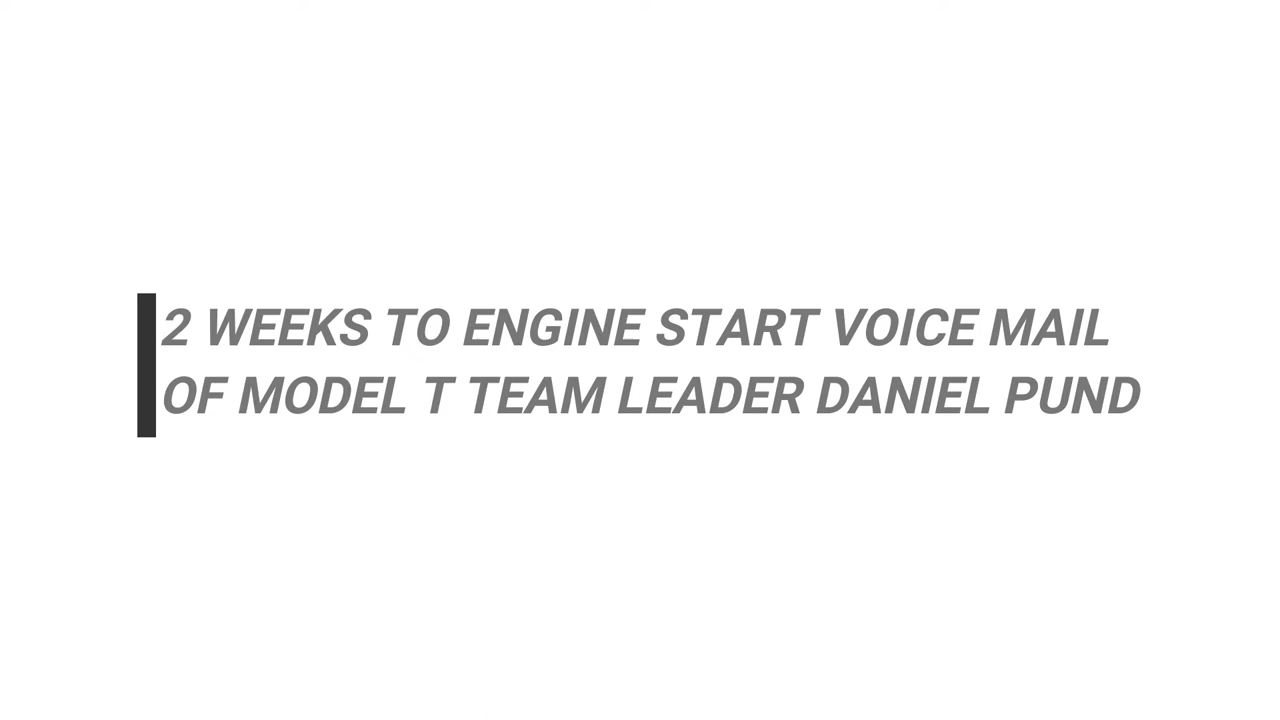 2 WEEKS TO ENGINE START VOICE MAIL
OF MODEL T TEAM LEADER DANIEL PUND